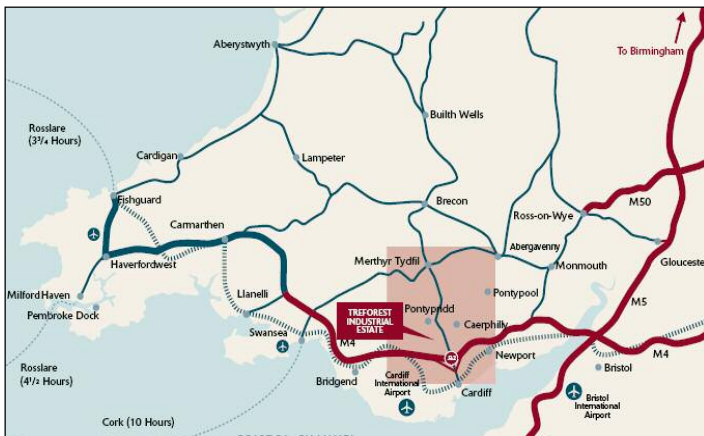 To Birmingham
Aberystwyth
Builth Wells
Rosslare
(3³/₄ Hours)
Cardigan
Lampeter
Fishguard
M50
Brecon
Ross-on-Wye
Carmarthen
Abergavenny
Gloucester
Haverfordwest
Merthyr Tydfil
Monmouth
Milford Haven
Pembroke Dock
Llanelli
TREFOREST
INDUSTRIAL
ESTATE
Pontypridd
Pontypool
M5
Swansea
M4
Caerphilly
Newport
M4
Rosslare
(4¹/₂ Hours)
Bridgend
Cardiff
International
Airport
Cardiff
Bristol
Bristol
International
Airport
Cork (10 Hours)